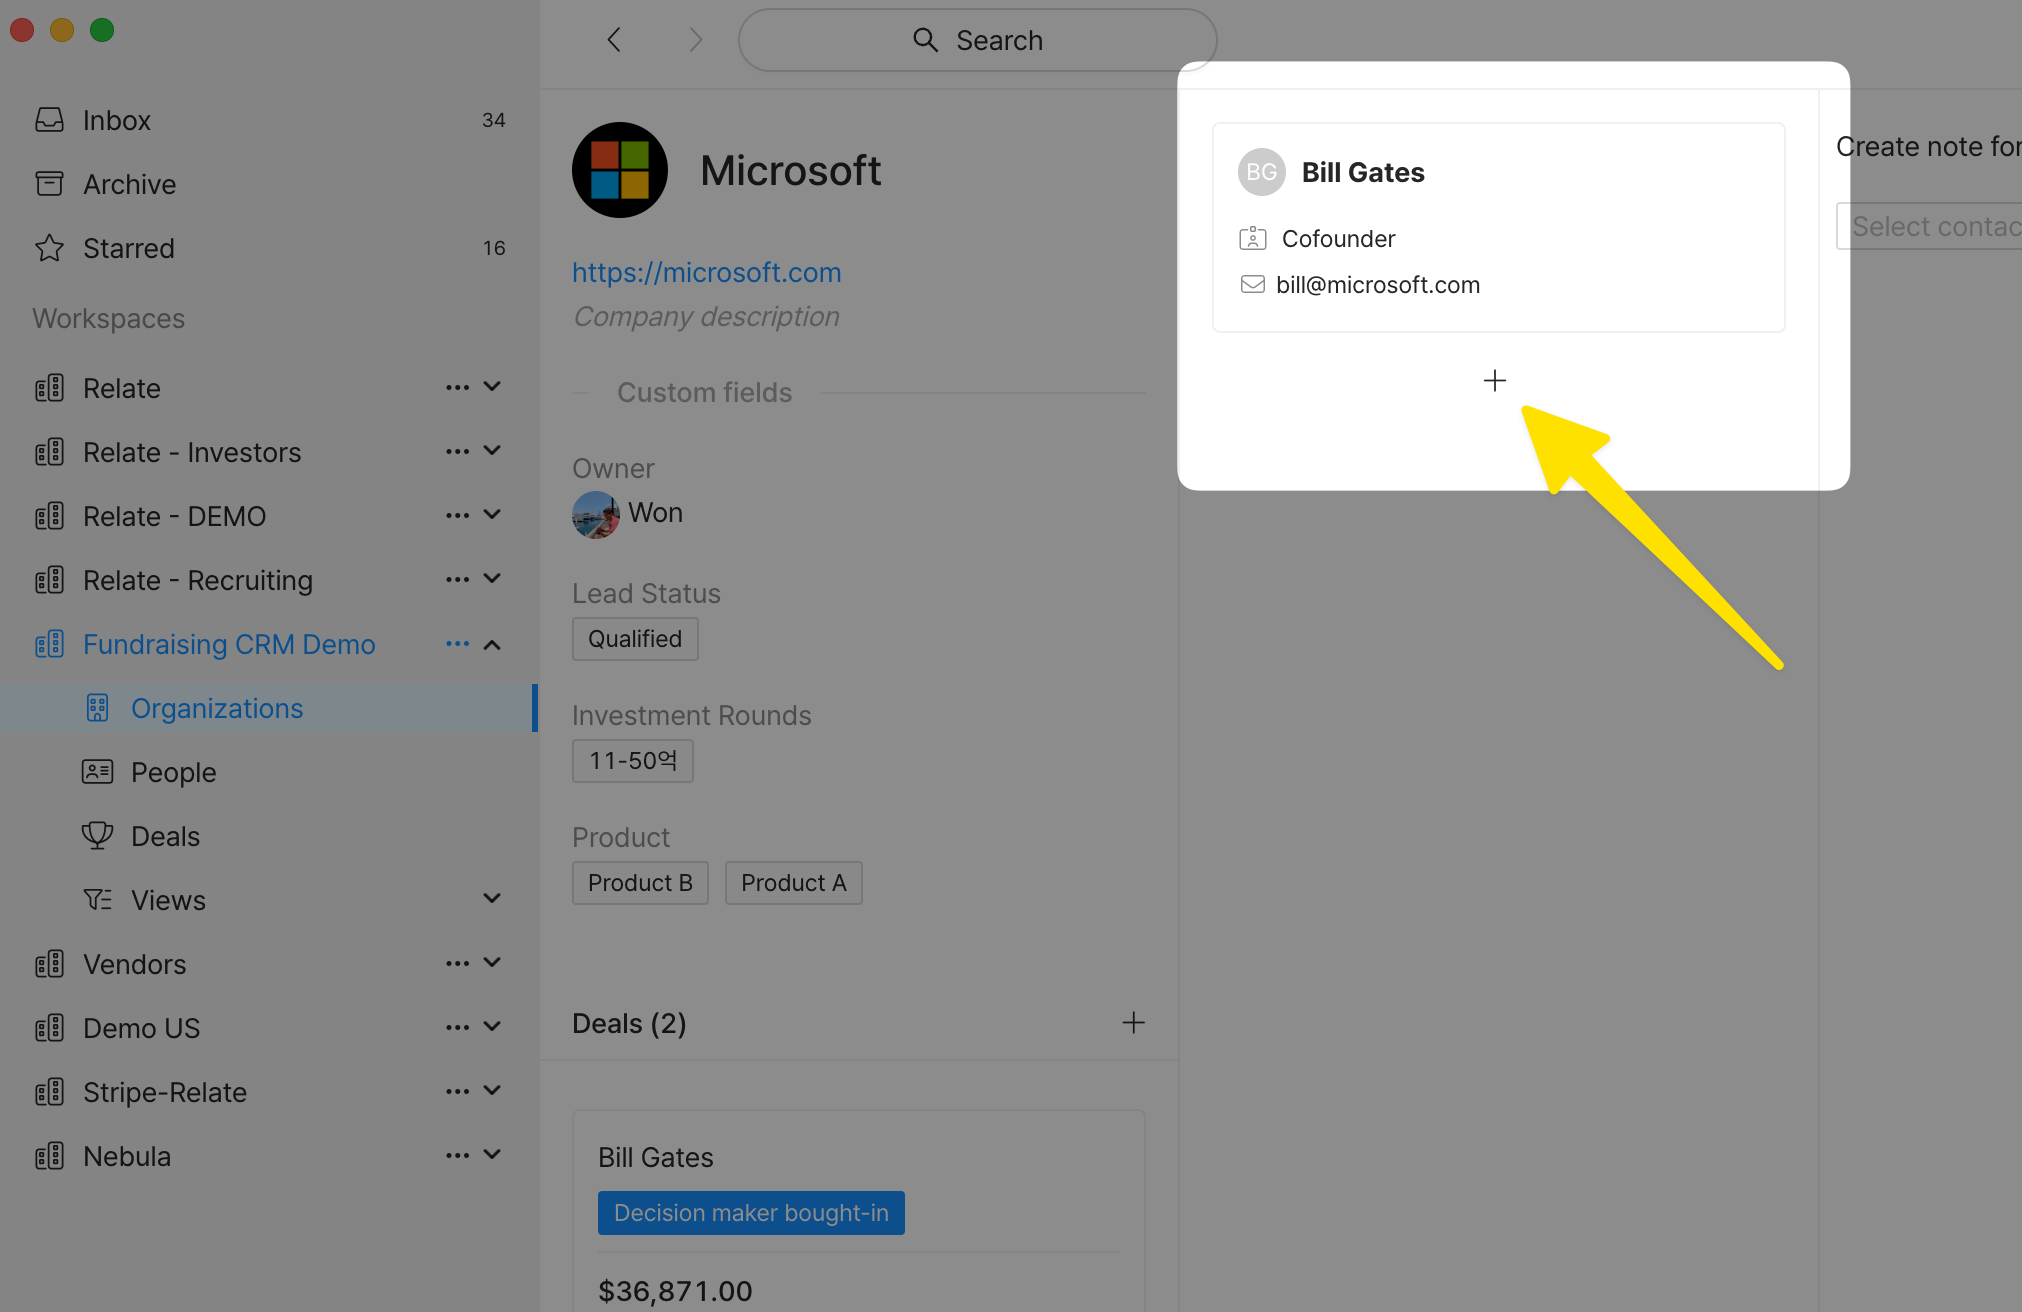 Search
Inbox 34
Archive
Starred 16
Workspaces
Relate
Relate - Investors
Relate - DEMO
Relate - Recruiting
Fundraising CRM Demo
Organizations
People
Deals
Views
Vendors
Demo US
Stripe-Relate
Nebula
Microsoft
https://microsoft.com
Company description
Custom fields
Owner
Won
Lead Status
Qualified
Investment Rounds
11-50억
Product
Product B Product A
Deals (2)
Bill Gates
Decision maker bought-in
$36,871.00
BG Bill Gates
Cofounder
bill@microsoft.com
Create note for
Select contac